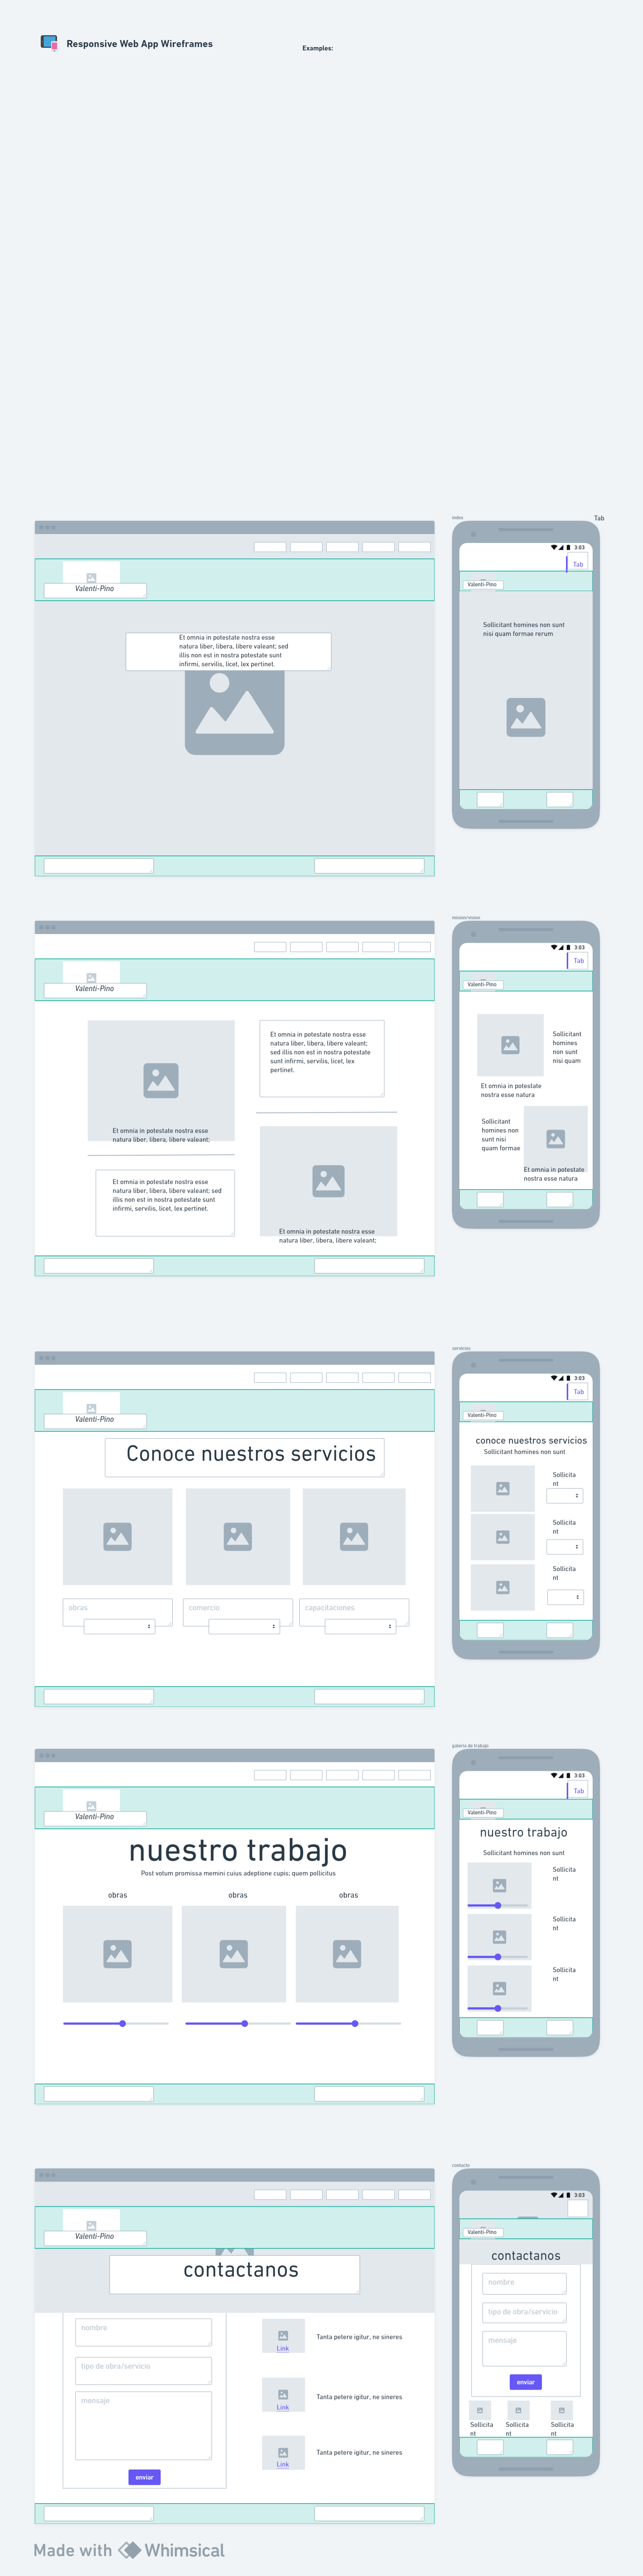 Responsive Web App Wireframes
Examples:
Valenti-Pino
Et omnia in potestate nostra esse
natura liber, libera, libere valeant; sed
illis non est in nostra potestate sunt
infirmi, servilis, licet, lex pertinet.
index
Tab
3:03
Tab
Valenti-Pino
Sollicitant homines non sunt
nisi quam formae rerum
Valenti-Pino
Et omnia in potestate nostra esse
natura liber, libera, libere valeant;
Et omnia in potestate nostra esse
natura liber, libera, libere valeant;
sed illis non est in nostra potestate
sunt infirmi, servilis, licet, lex
pertinet.
Et omnia in potestate nostra esse
natura liber, libera, libere valeant; sed
illis non est in nostra potestate sunt
infirmi, servilis, licet, lex pertinet.
Et omnia in potestate nostra esse
natura liber, libera, libere valeant;
3:03
Tab
Valenti-Pino
Sollicitant
homines
non sunt
nisi quam
Et omnia in potestate
nostra esse natura
Sollicitant
homines non
sunt nisi
quam formae
Et omnia in potestate
nostra esse natura
Valenti-Pino
Conoce nuestros servicios
obras
comercio
capacitaciones
servicios
3:03
Tab
Valenti-Pino
conoce nuestros servicios
Sollicitant homines non sunt
Sollicita
nt
Sollicita
nt
Sollicita
nt
Valenti-Pino
nuestro trabajo
Post votum promissa memini cuius adeptione cupis; quem pollicitus
obras
obras
obras
galeria de trabajo
3:03
Tab
Valenti-Pino
nuestro trabajo
Sollicitant homines non sunt
Sollicita
nt
Sollicita
nt
Sollicita
nt
Valenti-Pino
contactanos
nombre
tipo de obra/servicio
mensaje
enviar
Link
Tanta petere igitur, ne sineres
Link
Tanta petere igitur, ne sineres
Link
Tanta petere igitur, ne sineres
contacto
3:03
Valenti-Pino
contactanos
nombre
tipo de obra/servicio
mensaje
enviar
Sollicita
nt
Sollicita
nt
Sollicita
nt
Made with Whimsical